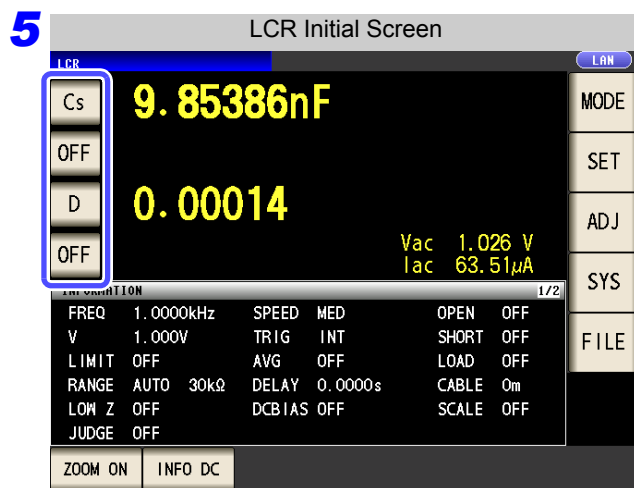 5
LCR Initial Screen
LCR
LAN
Cs
9.85386nF
MODE
OFF
SET
D
0.00014
ADJ
OFF
Vac 1.026 V
Iac 63.51μA
SYS
INFORMATION 1/2
FREQ 1.0000kHz SPEED MED OPEN OFF
V 1.000V TRIG INT SHORT OFF
FILE
LIMIT OFF AVG OFF LOAD OFF
RANGE AUTO 30kΩ DELAY 0.0000s CABLE 0m
LOW Z OFF DCBIAS OFF SCALE OFF
JUDGE OFF
ZOOM ON INFO DC